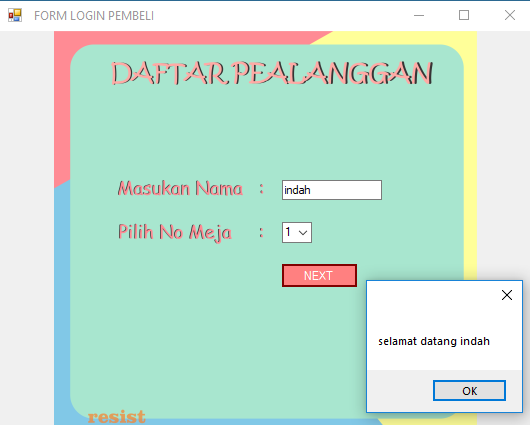 FORM LOGIN PEMBELI
DAFTAR PEALANGGAN
Masukan Nama : indah
Pilih No Meja : 1
NEXT
selamat datang indah
OK
resist